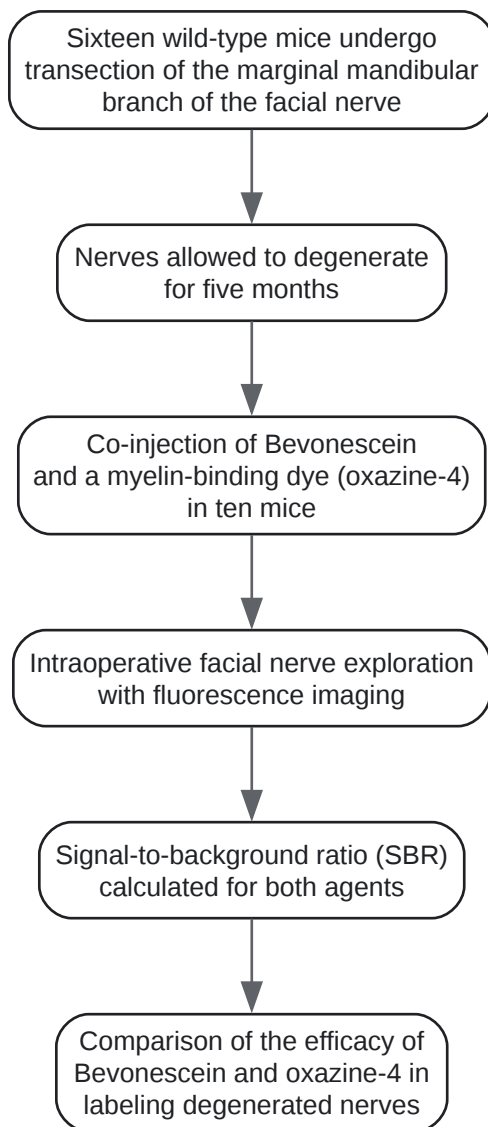 Sixteen wild-type mice undergo
transection of the marginal mandibular
branch of the facial nerve
Nerves allowed to degenerate
for five months
Co-injection of Bevonescein
and a myelin-binding dye (oxazine-4)
in ten mice
Intraoperative facial nerve exploration
with fluorescence imaging
Signal-to-background ratio (SBR)
calculated for both agents
Comparison of the efficacy of
Bevonescein and oxazine-4 in
labeling degenerated nerves